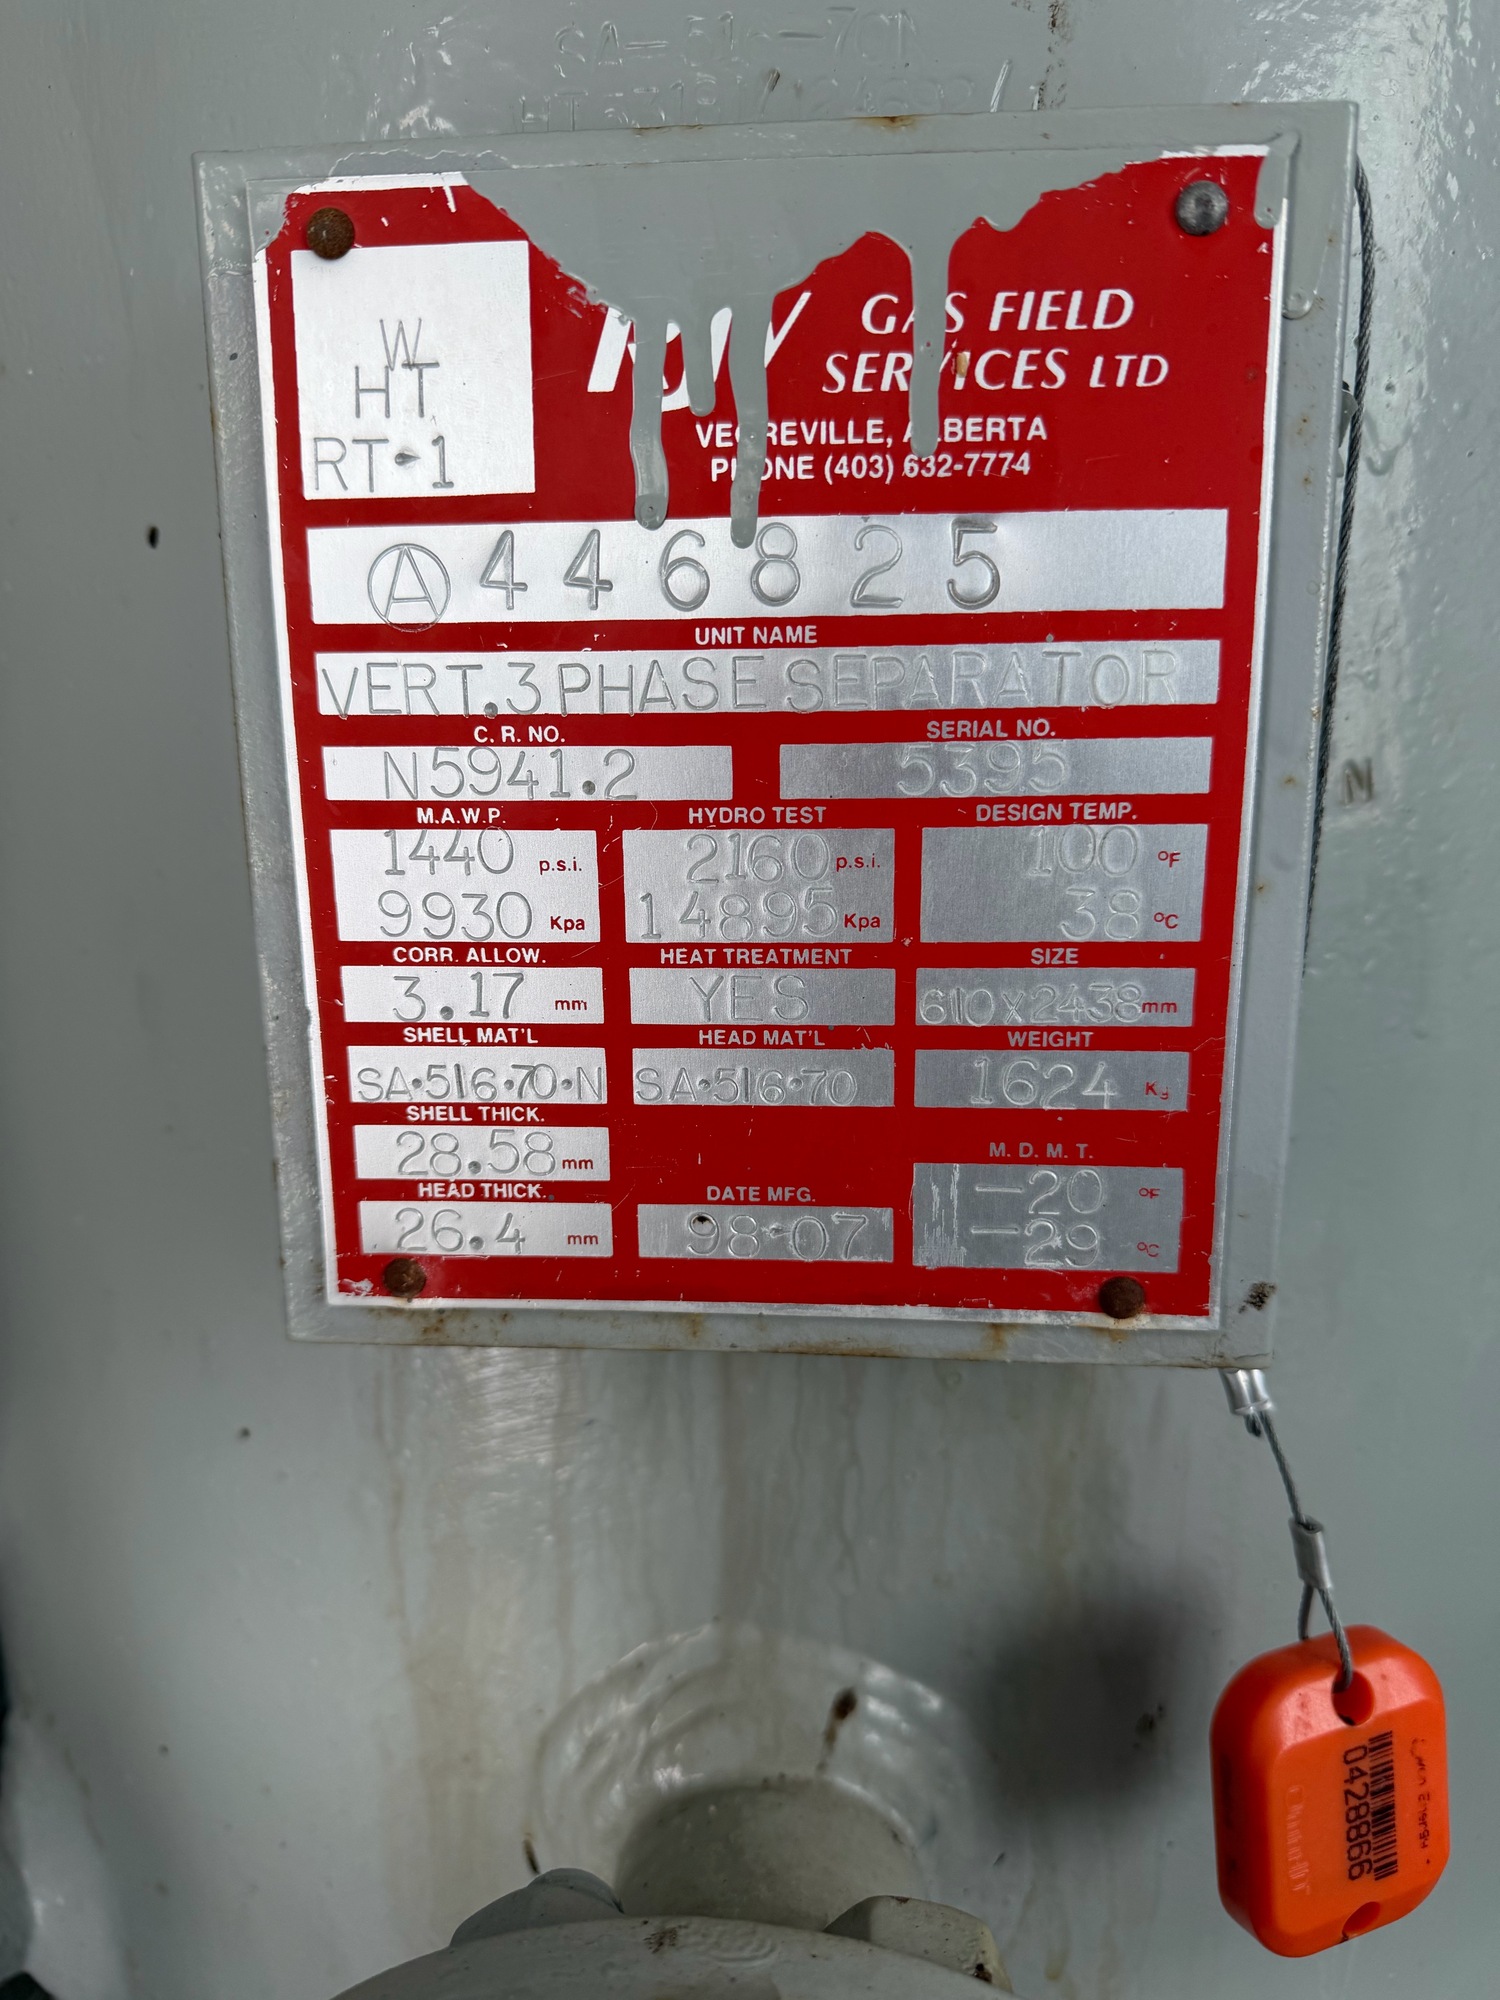 W
HT
RT-1
GAS FIELD
SERVICES LTD
VEGREVILLE, ALBERTA
PHONE (403) 632-7774
Ⓐ 446825
UNIT NAME
VERT. 3 PHASE SEPARATOR
C. R. NO. SERIAL NO.
N5941.2 5395
M.A.W.P. HYDRO TEST DESIGN TEMP.
1440 p.s.i. 2160 p.s.i. 100 °F
9930 Kpa 14895 Kpa 38 °C
CORR. ALLOW. HEAT TREATMENT SIZE
3.17 mm YES 610X2438 mm
SHELL MAT'L HEAD MAT'L WEIGHT
SA·516·70·N SA·516·70 1624 Kg
SHELL THICK.
28.58 mm M. D. M. T.
HEAD THICK. DATE MFG. -20 °F
26.4 mm 98-07 -29 °C
N
0428866